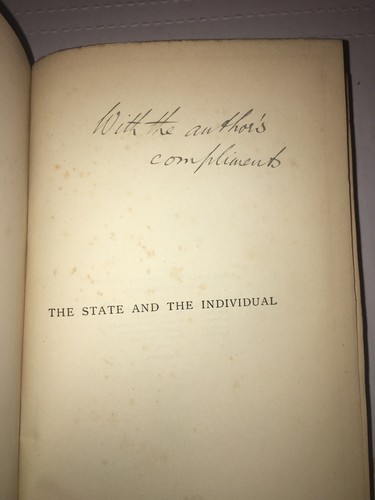 With the author's
compliments
THE STATE AND THE INDIVIDUAL